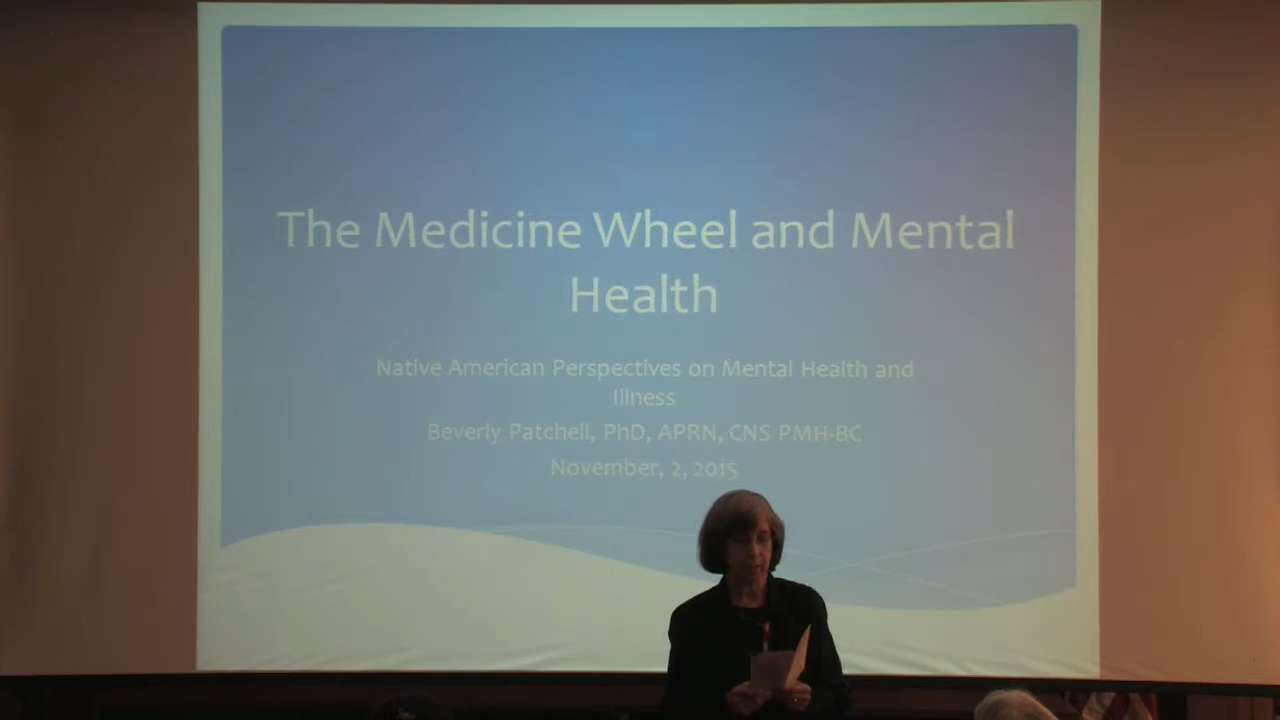 The Medicine Wheel and Mental
Health
Native American Perspectives on Mental Health and
Illness
Beverly Patchell, PhD, APRN, CNS PMH-BC
November, 2, 2015